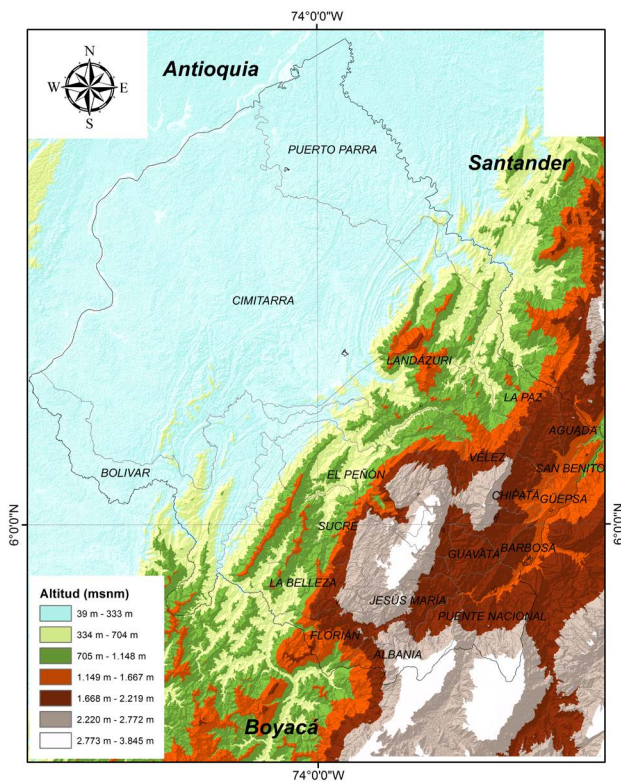 74°0'0"W
N
W E
S
Antioquia
PUERTO PARRA
Santander
CIMITARRA
LANDÁZURI
LA PAZ
AGUADA
VÉLEZ
BOLIVAR
EL PEÑÓN
SAN BENITO
CHIPATÁ
GÜEPSA
6°0'0"N
SUCRE
6°0'0"N
BARBOSA
GUAVATÁ
LA BELLEZA
JESÚS MARÍA
PUENTE NACIONAL
FLORIÁN
ALBANIA
Boyacá
Altitud (msnm)
39 m - 333 m
334 m - 704 m
705 m - 1.148 m
1.149 m - 1.667 m
1.668 m - 2.219 m
2.220 m - 2.772 m
2.773 m - 3.845 m
74°0'0"W